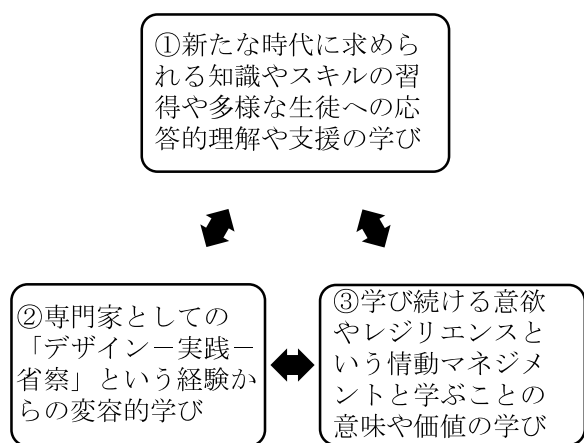 ①新たな時代に求めら
れる知識やスキルの習
得や多様な生徒への応
答的理解や支援の学び
②専門家としての
「デザイン－実践－
省察」という経験か
らの変容的学び
③学び続ける意欲
やレジリエンスと
いう情動マネジメ
ントと学ぶことの
意味や価値の学び